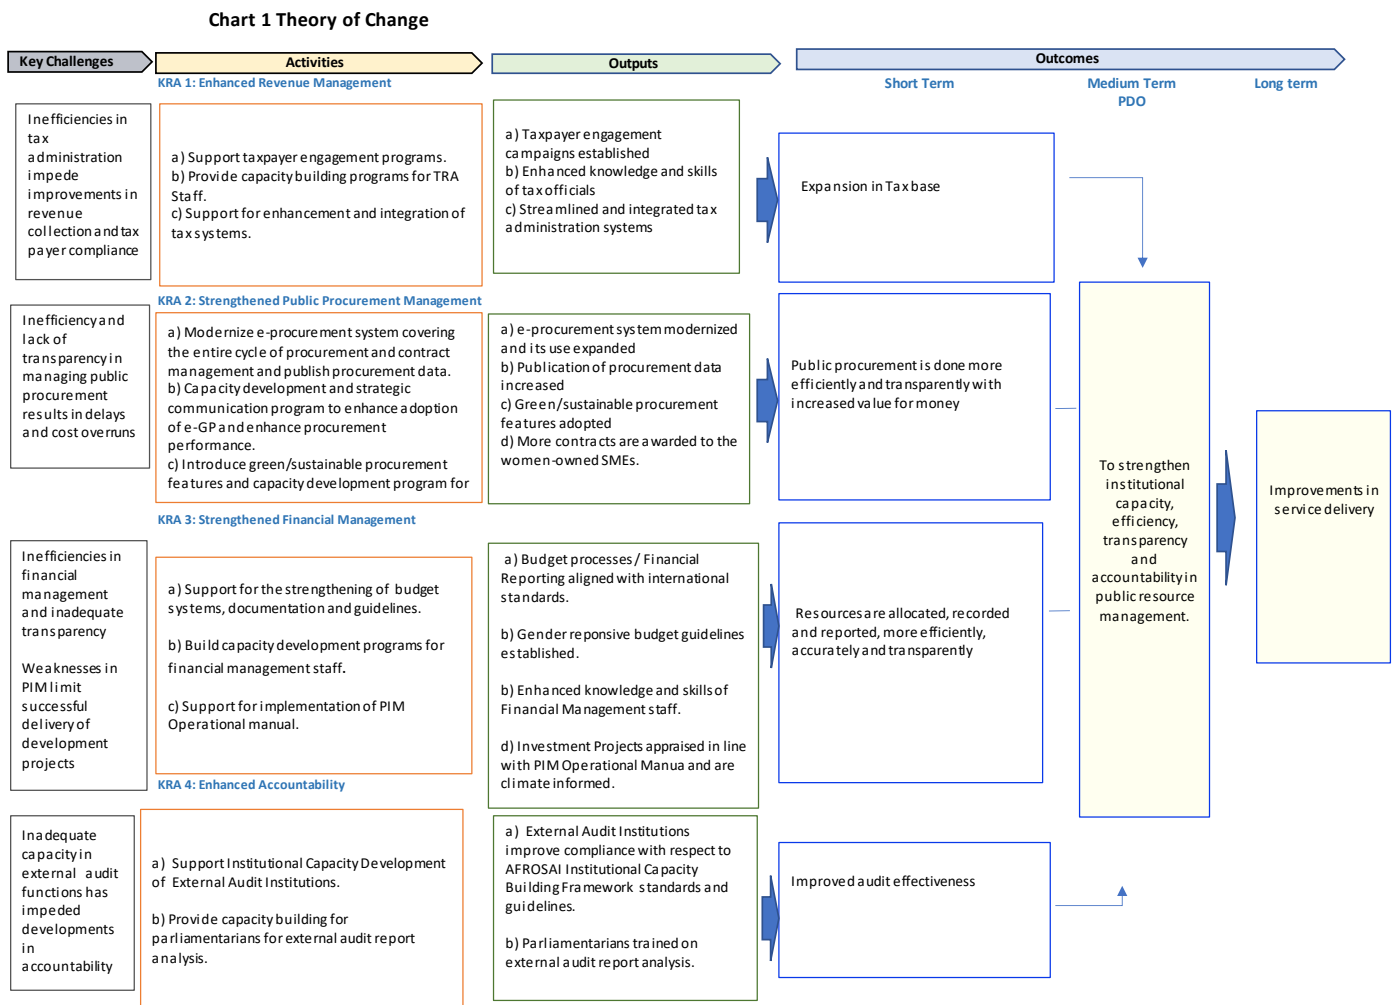 Chart 1 Theory of Change
Key Challenges
Activities
Outputs
Outcomes
Short Term
Medium Term
PDO
Long term
KRA 1: Enhanced Revenue Management
Inefficiencies in
tax
administration
impede
improvements in
revenue
collection and tax
payer compliance
a) Support taxpayer engagement programs.
b) Provide capacity building programs for TRA
Staff.
c) Support for enhancement and integration of
tax systems.
a) Taxpayer engagement
campaigns established
b) Enhanced knowledge and skills
of tax officials
c) Streamlined and integrated tax
administration systems
Expansion in Tax base
KRA 2: Strengthened Public Procurement Management
Inefficiency and
lack of
transparency in
managing public
procurement
results in delays
and cost overruns
a) Modernize e-procurement system covering
the entire cycle of procurement and contract
management and publish procurement data.
b) Capacity development and strategic
communication program to enhance adoption
of e-GP and enhance procurement
performance.
c) Introduce green/sustainable procurement
features and capacity development program for
a) e-procurement system modernized
and its use expanded
b) Publication of procurement data
increased
c) Green/sustainable procurement
features adopted
d) More contracts are awarded to the
women-owned SMEs.
Public procurement is done more
efficiently and transparently with
increased value for money
KRA 3: Strengthened Financial Management
Inefficiencies in
financial
management
and inadequate
transparency
Weaknesses in
PIM limit
successful
delivery of
development
projects
a) Support for the strengthening of budget
systems, documentation and guidelines.
b) Build capacity development programs for
financial management staff.
c) Support for implementation of PIM
Operational manual.
a) Budget processes / Financial
Reporting aligned with international
standards.
b) Gender reponsive budget guidelines
established.
b) Enhanced knowledge and skills of
Financial Management staff.
d) Investment Projects appraised in line
with PIM Operational Manua and are
climate informed.
Resources are allocated, recorded
and reported, more efficiently,
accurately and transparently
To strengthen
institutional
capacity,
efficiency,
transparency
and
accountability in
public resource
management.
Improvements in
service delivery
KRA 4: Enhanced Accountability
Inadequate
capacity in
external audit
functions has
impeded
developments
in
accountability
a) Support Institutional Capacity Development
of External Audit Institutions.
b) Provide capacity building for
parliamentarians for external audit report
analysis.
a) External Audit Institutions
improve compliance with respect to
AFROSAI Institutional Capacity
Building Framework standards and
guidelines.
b) Parliamentarians trained on
external audit report analysis.
Improved audit effectiveness